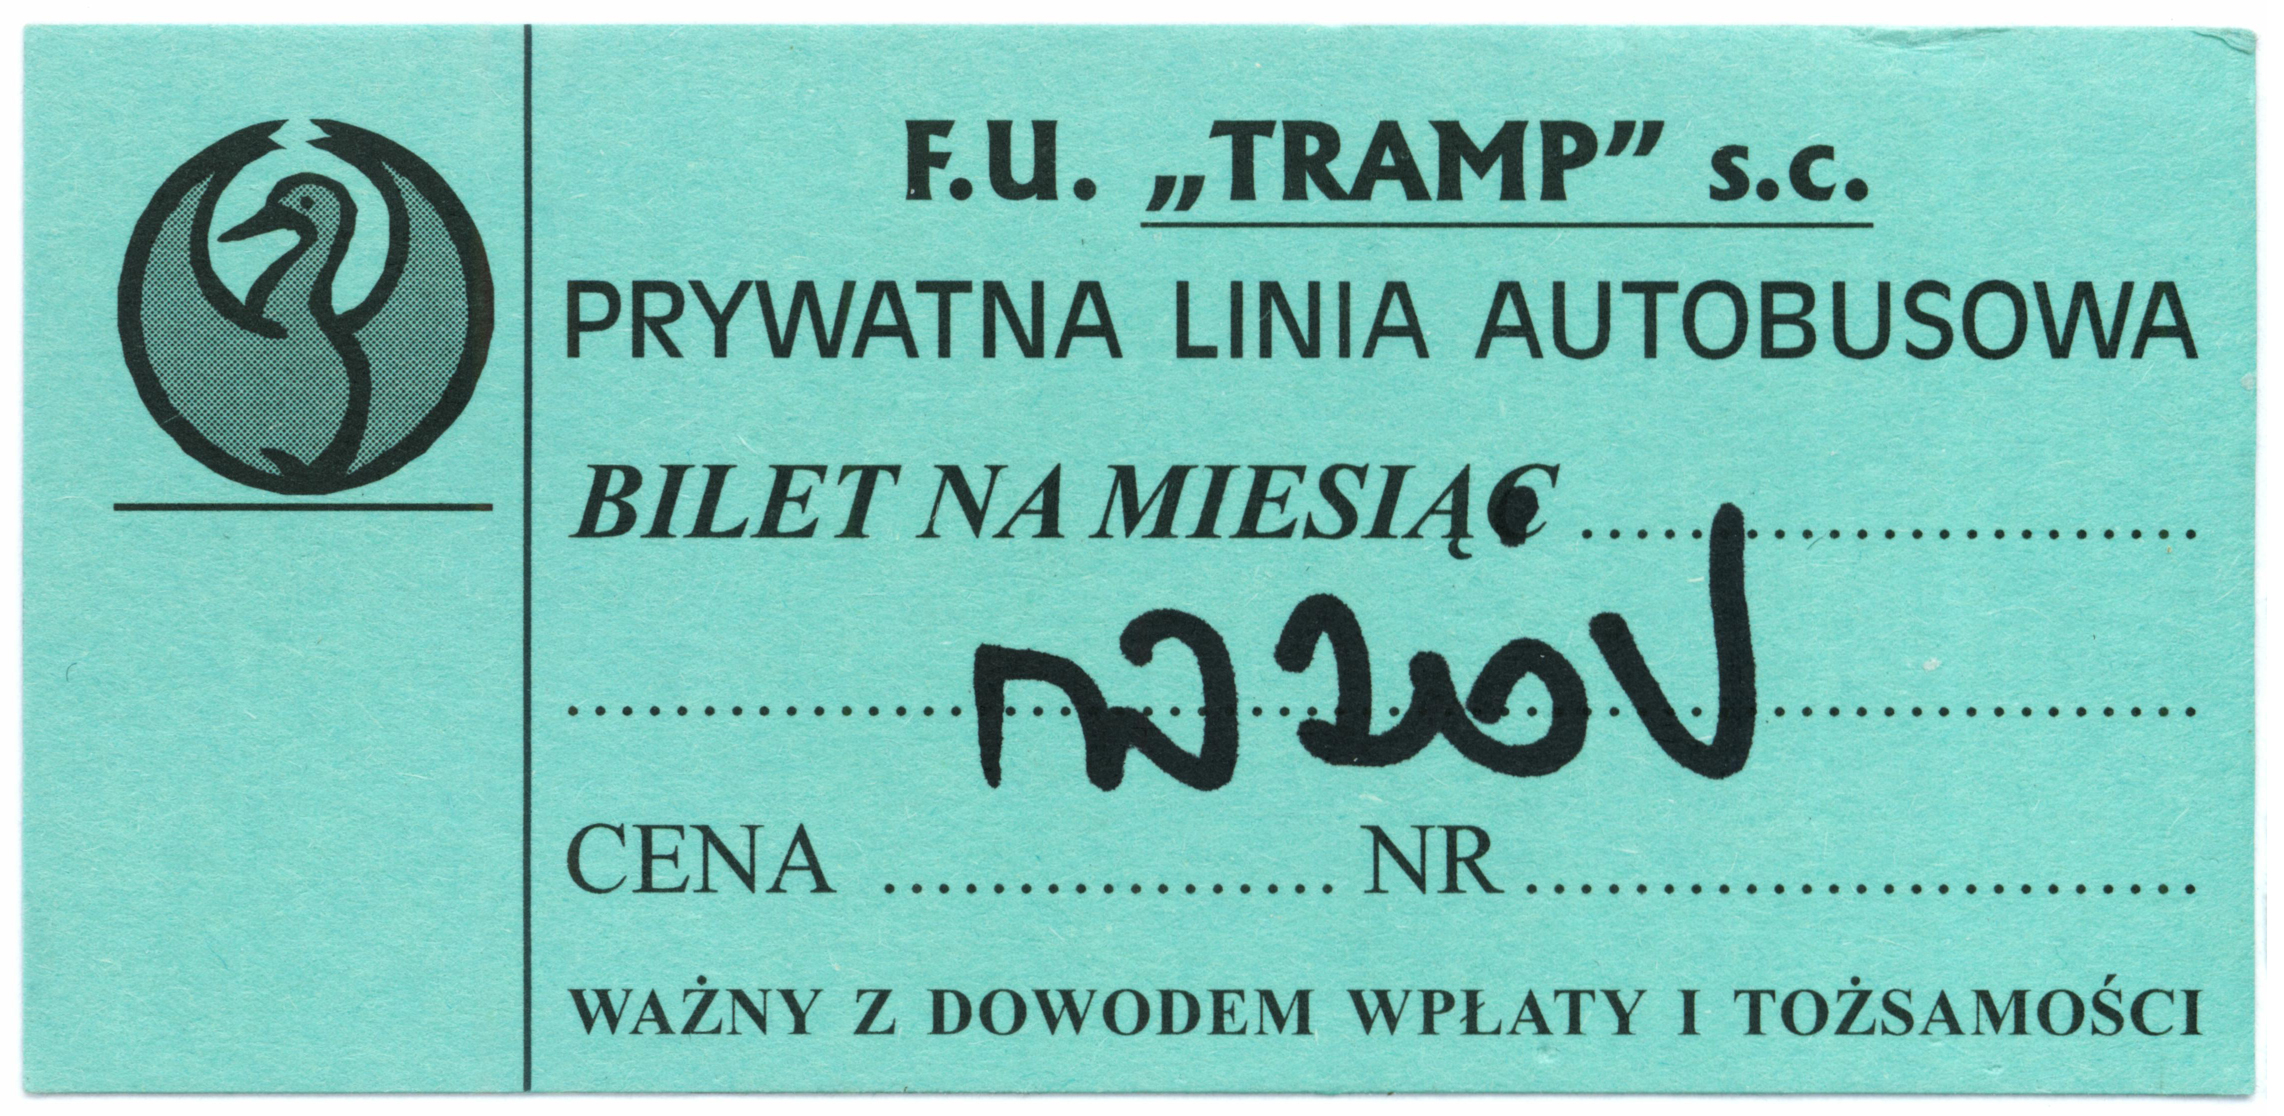 F.U. „TRAMP” s.c.
PRYWATNA LINIA AUTOBUSOWA
BILET NA MIESIĄC ........................
................................................................
CENA ................. NR .........................
WAŻNY Z DOWODEM WPŁATY I TOŻSAMOŚCI